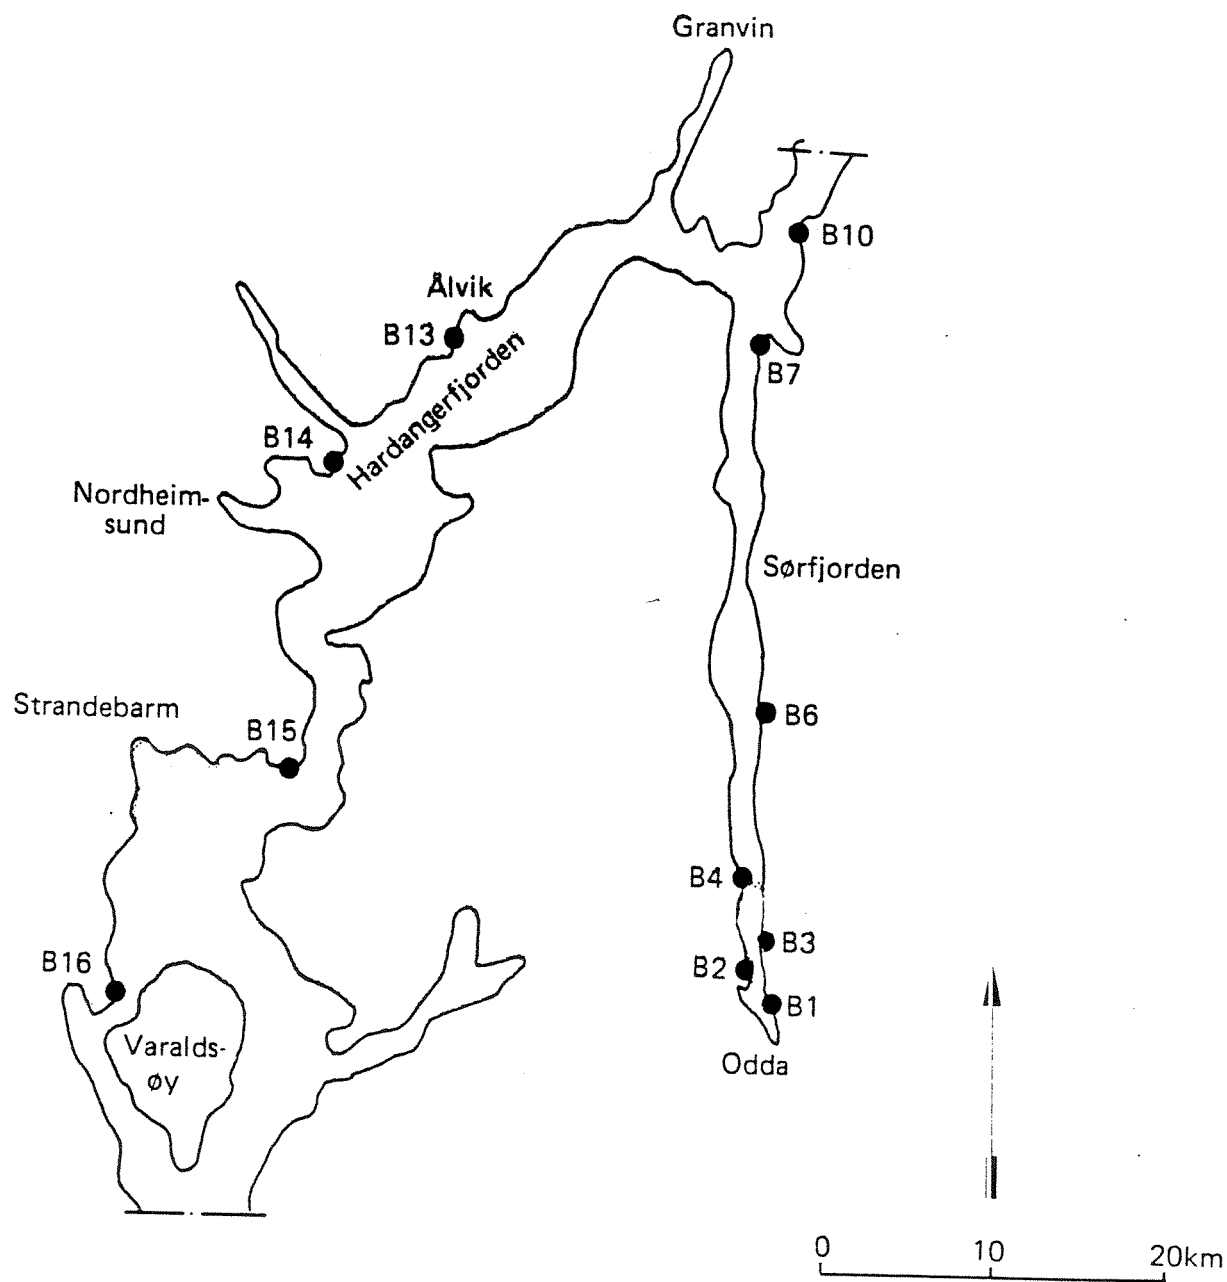 Granvin
B10
Ålvik
B13
B7
Hardangerfjorden
B14
Nordheim-
sund
Sørfjorden
Strandebarm
B15
B6
B4
B3
B2
B16
B1
Varalds-
øy
Odda
0 10 20km